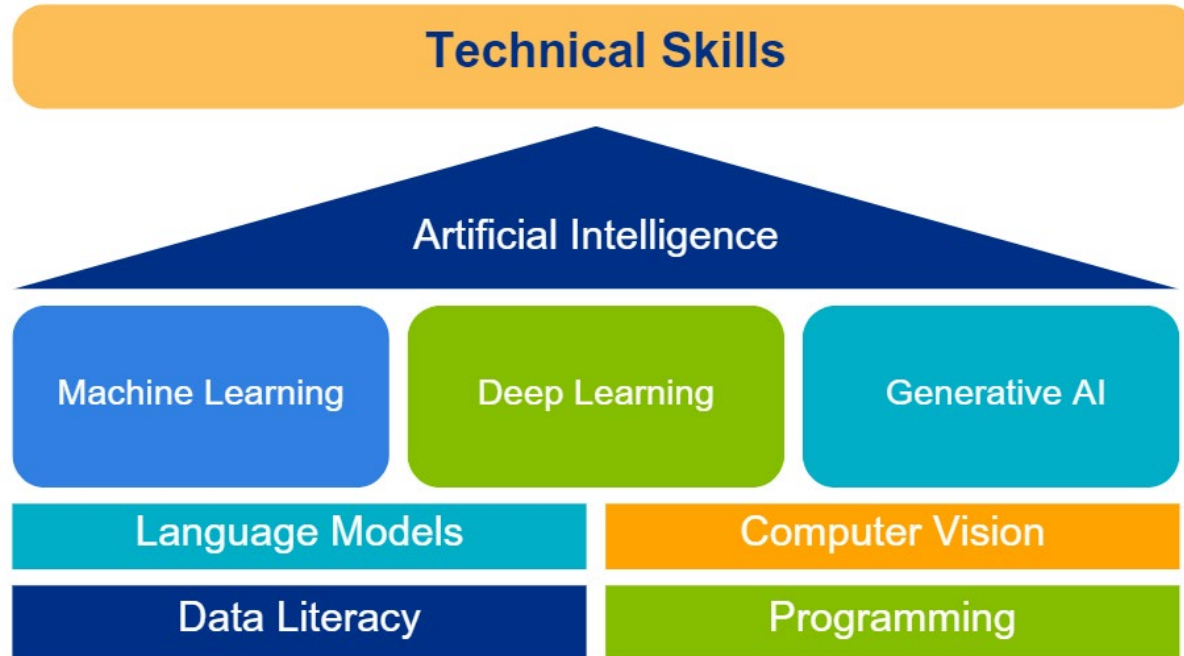 Technical Skills
Artificial Intelligence
Machine Learning
Deep Learning
Generative AI
Language Models
Computer Vision
Data Literacy
Programming